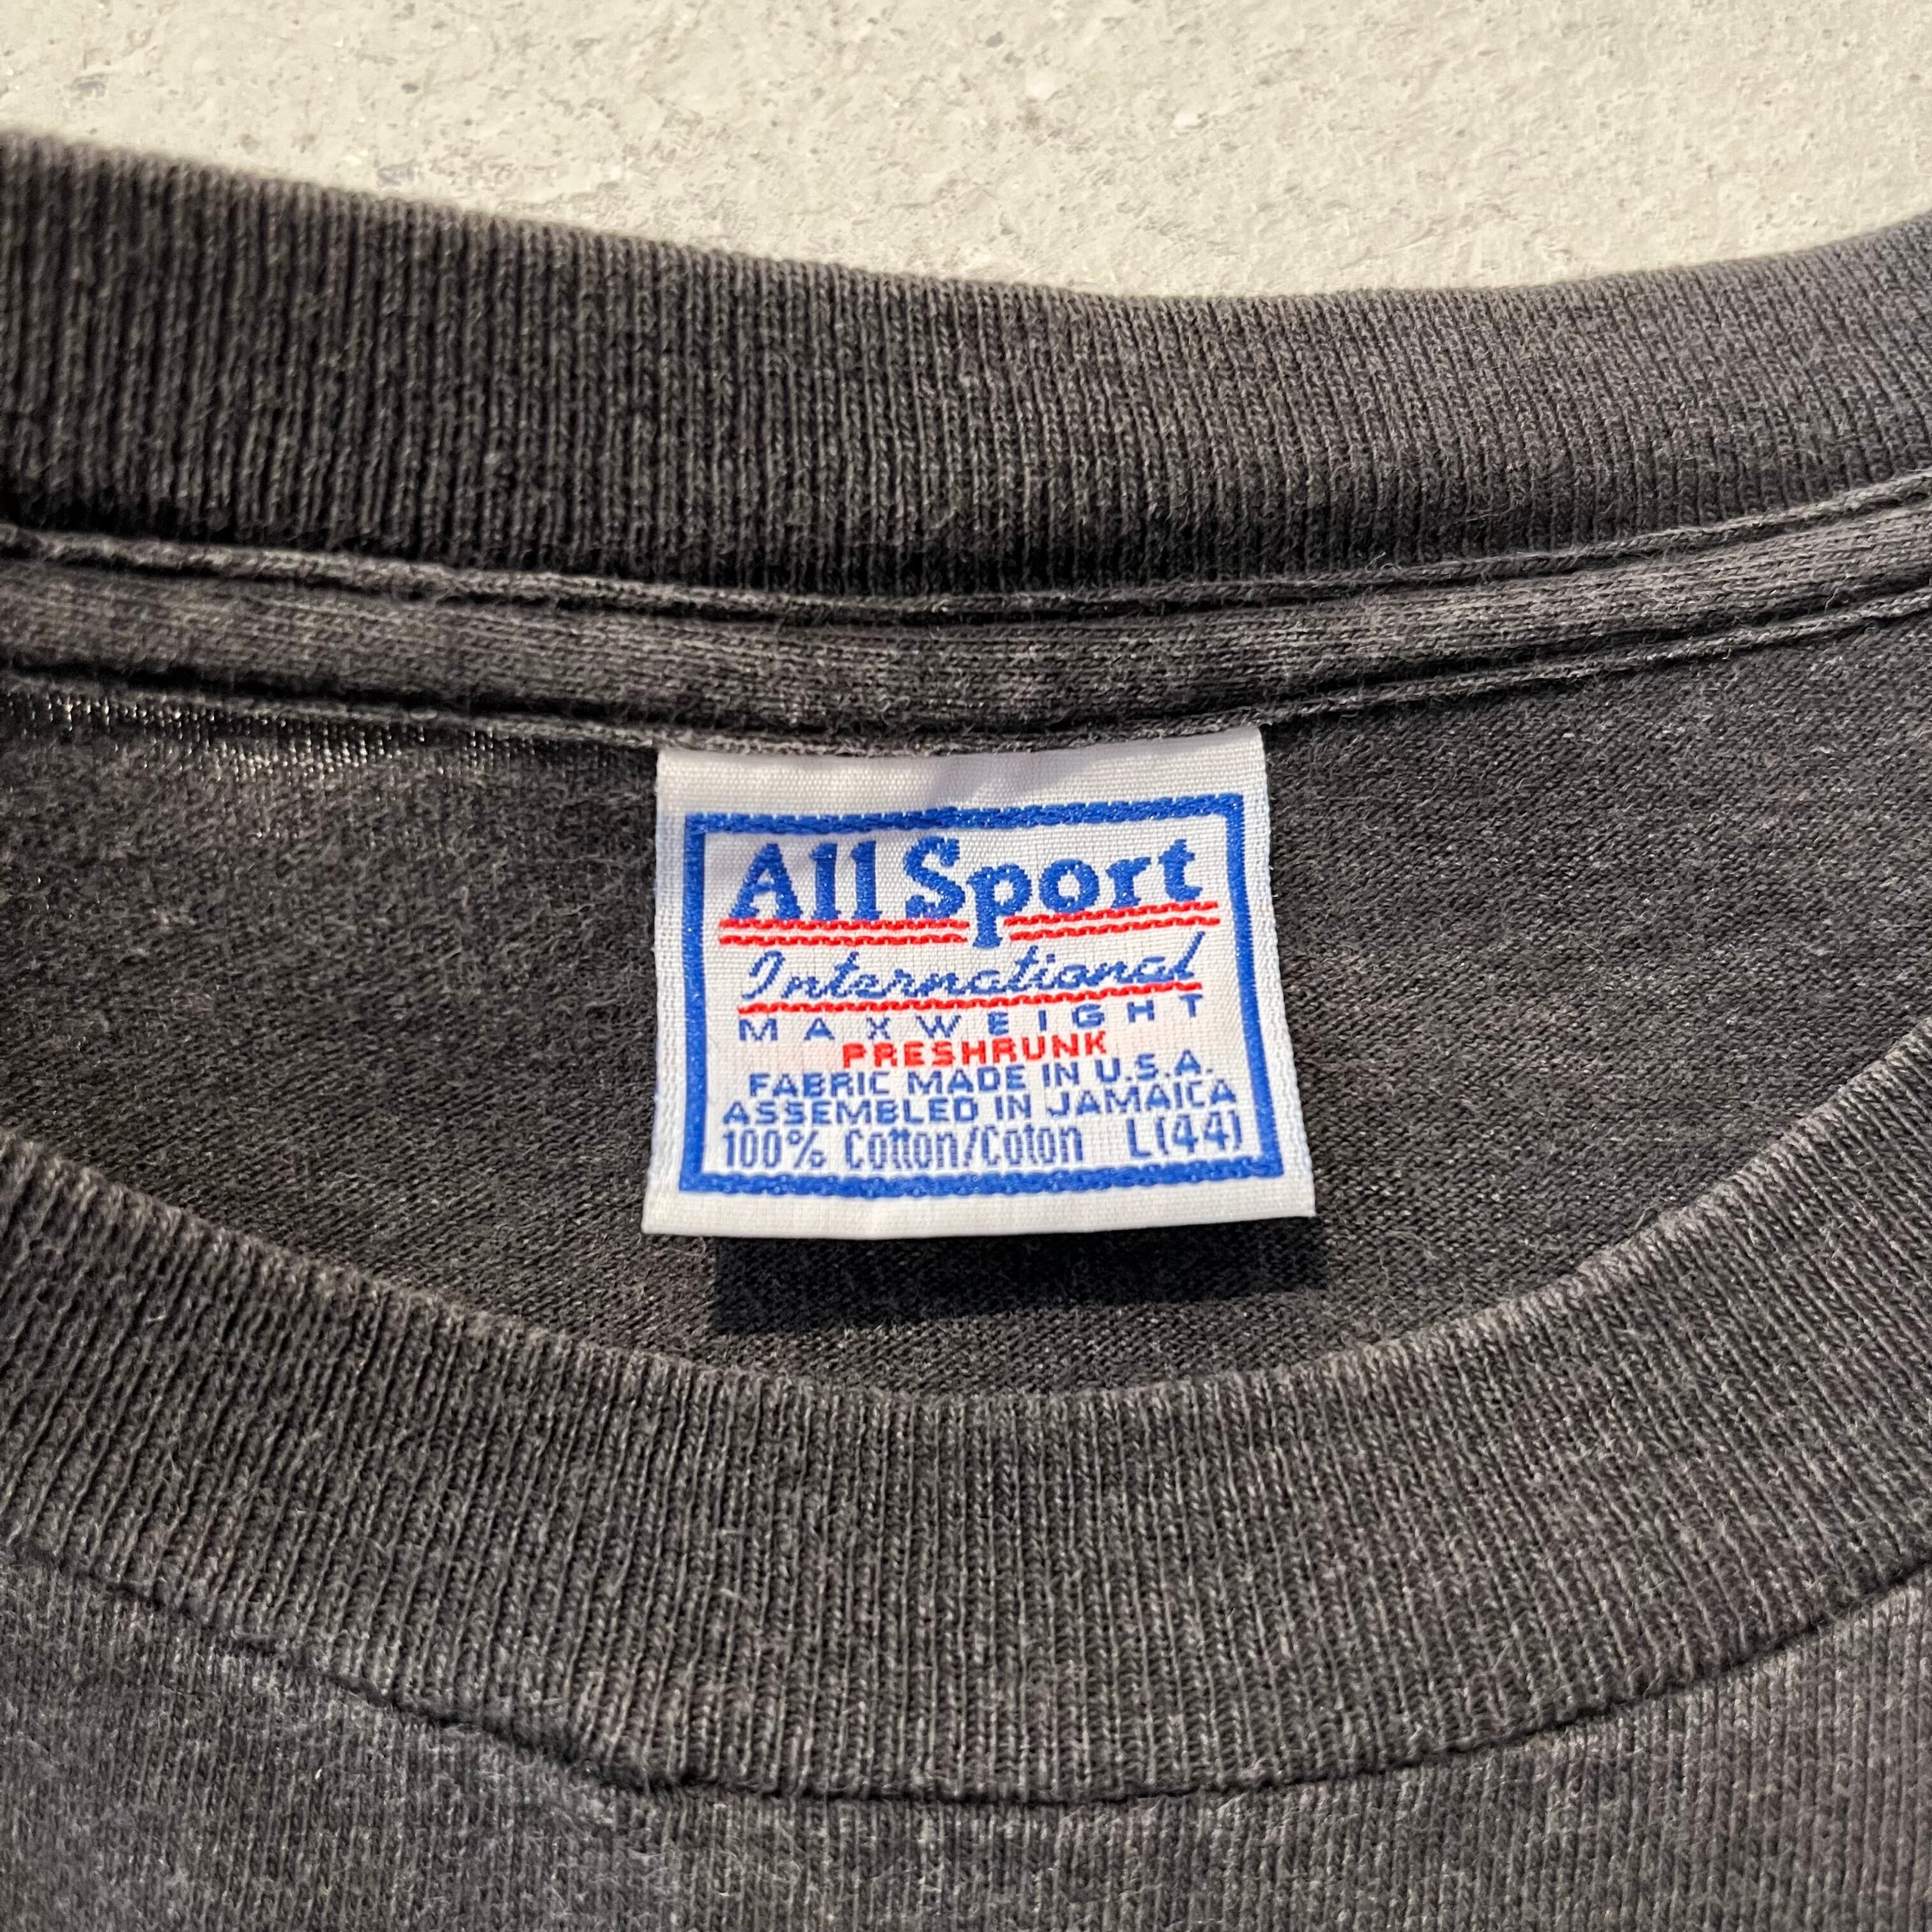 All Sport
International
MAXWEIGHT
PRESHRUNK
FABRIC MADE IN U.S.A.
ASSEMBLED IN JAMAICA
100% Cotton/Coton L(44)